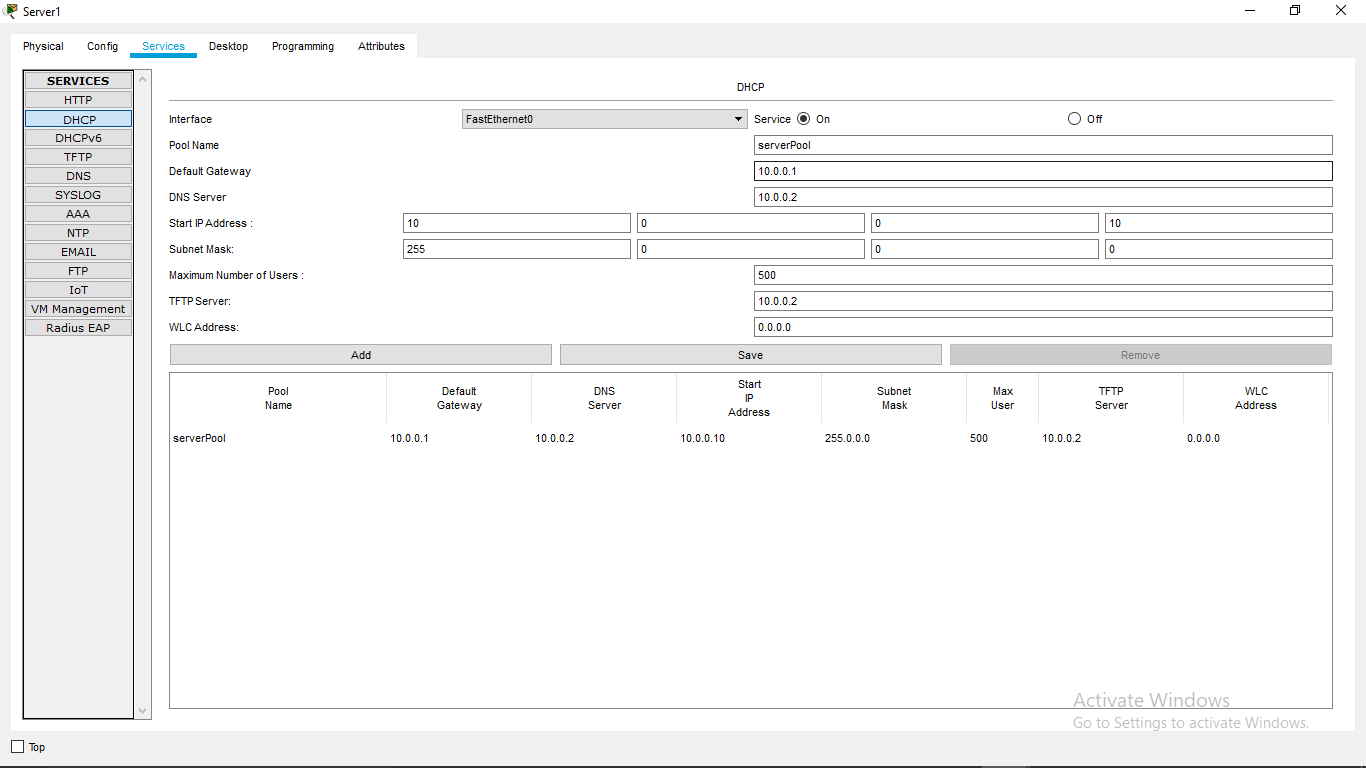 Server1
Physical Config Services Desktop Programming Attributes
SERVICES
HTTP
DHCP
DHCPv6
TFTP
DNS
SYSLOG
AAA
NTP
EMAIL
FTP
IoT
VM Management
Radius EAP
DHCP
Interface FastEthernet0 Service On Off
Pool Name serverPool
Default Gateway 10.0.0.1
DNS Server 10.0.0.2
Start IP Address : 10 0 0 10
Subnet Mask: 255 0 0 0
Maximum Number of Users : 500
TFTP Server: 10.0.0.2
WLC Address: 0.0.0.0
Add Save Remove
Pool Name Default Gateway DNS Server Start IP Address Subnet Mask Max User TFTP Server WLC Address
serverPool 10.0.0.1 10.0.0.2 10.0.0.10 255.0.0.0 500 10.0.0.2 0.0.0.0
Activate Windows
Go to Settings to activate Windows.
Top